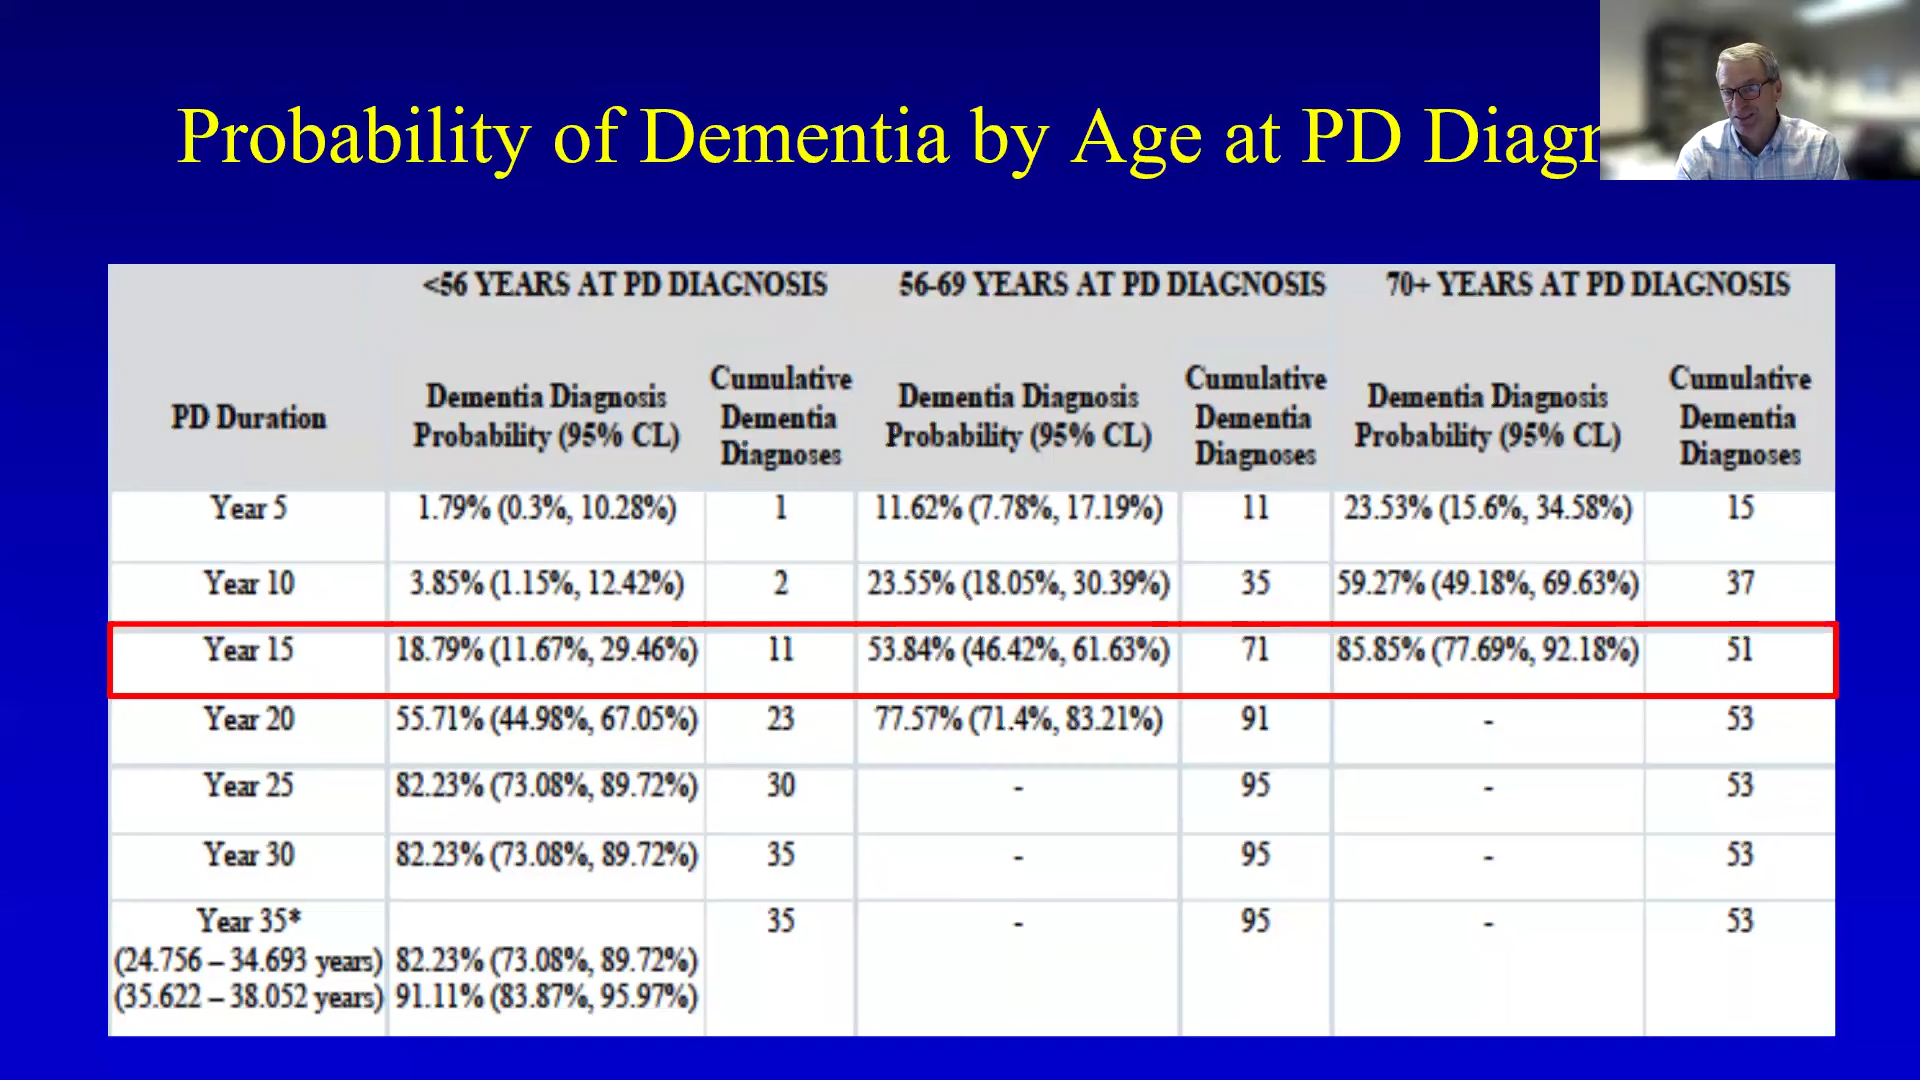 Probability of Dementia by Age at PD Diagn
<56 YEARS AT PD DIAGNOSIS 56-69 YEARS AT PD DIAGNOSIS 70+ YEARS AT PD DIAGNOSIS
PD Duration Dementia Diagnosis Probability (95% CL) Cumulative Dementia Diagnoses Dementia Diagnosis Probability (95% CL) Cumulative Dementia Diagnoses Dementia Diagnosis Probability (95% CL) Cumulative Dementia Diagnoses
Year 5 1.79% (0.3%, 10.28%) 1 11.62% (7.78%, 17.19%) 11 23.53% (15.6%, 34.58%) 15
Year 10 3.85% (1.15%, 12.42%) 2 23.55% (18.05%, 30.39%) 35 59.27% (49.18%, 69.63%) 37
Year 15 18.79% (11.67%, 29.46%) 11 53.84% (46.42%, 61.63%) 71 85.85% (77.69%, 92.18%) 51
Year 20 55.71% (44.98%, 67.05%) 23 77.57% (71.4%, 83.21%) 91 - 53
Year 25 82.23% (73.08%, 89.72%) 30 - 95 - 53
Year 30 82.23% (73.08%, 89.72%) 35 - 95 - 53
Year 35* 35 - 95 - 53
(24.756 – 34.693 years) 82.23% (73.08%, 89.72%)
(35.622 – 38.052 years) 91.11% (83.87%, 95.97%)